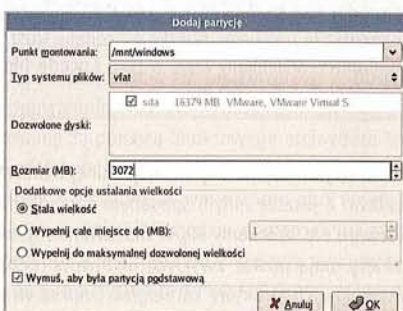 Dodaj partycję
Punkt montowania: /mnt/windows
Typ systemu plików: vfat
sda 16379 MB VMware, VMware Virtual S
Dozwolone dyski:
Rozmiar (MB): 3072
Dodatkowe opcje ustalania wielkości
Stała wielkość
Wypełnij całe miejsce do (MB): 1
Wypełnij do maksymalnej dozwolonej wielkości
Wymuś, aby była partycją podstawową
Anuluj OK